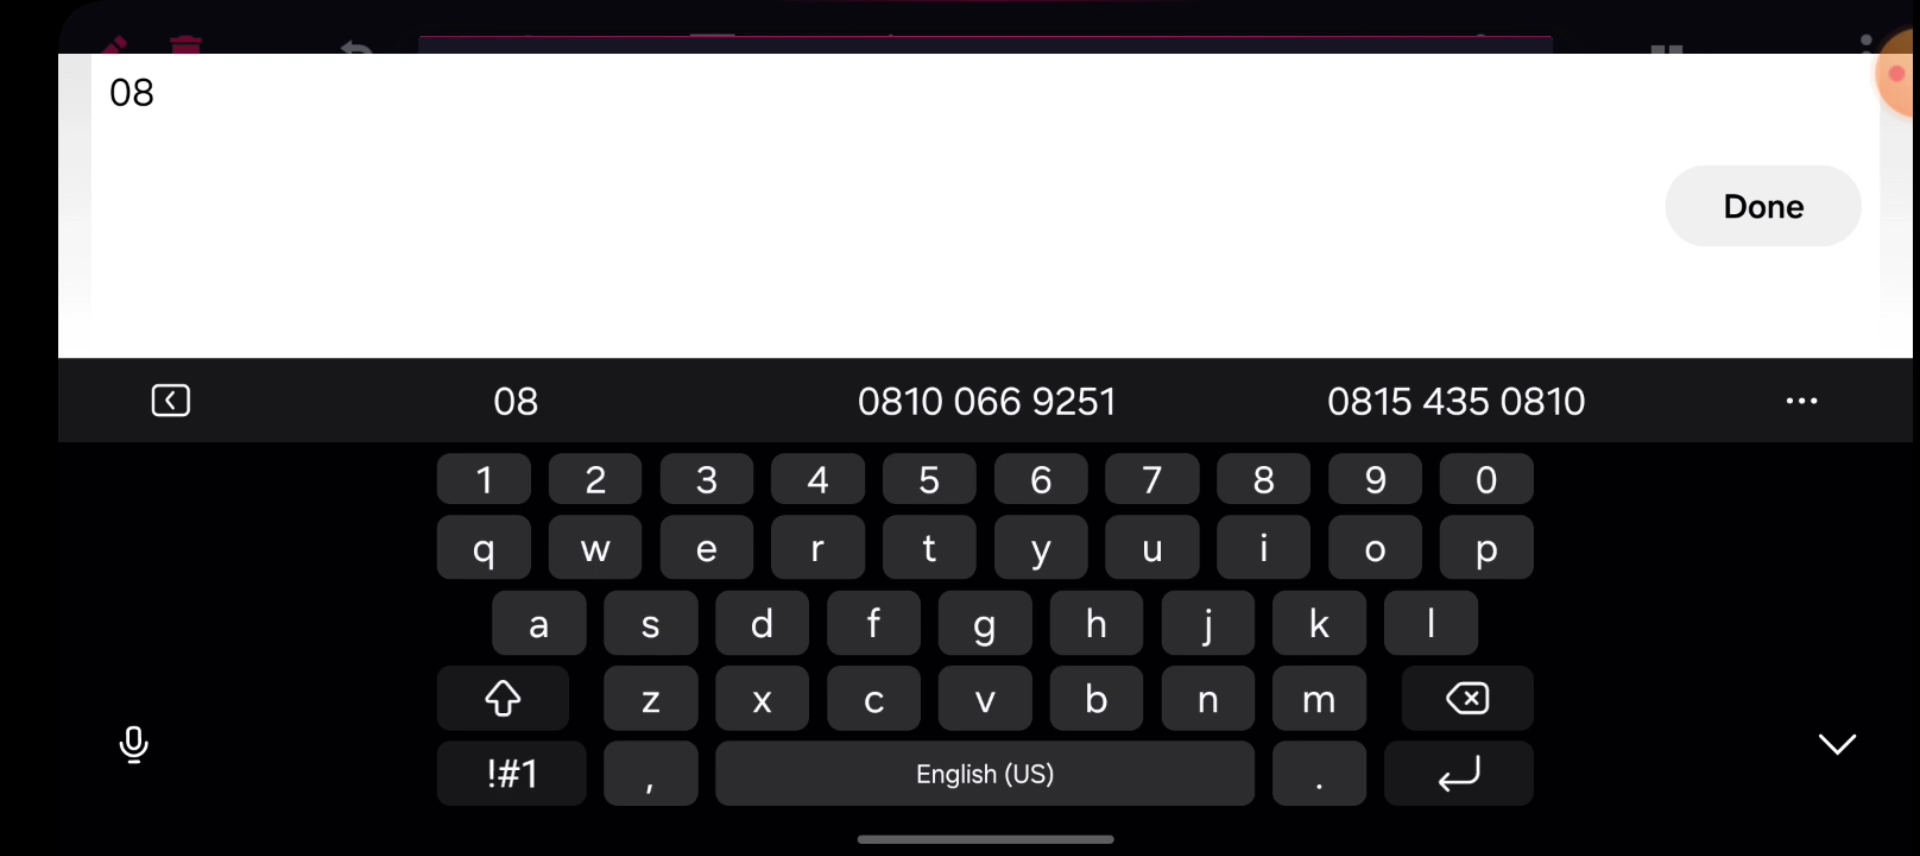 08
Done
08 0810 066 9251 0815 435 0810 ...
1 2 3 4 5 6 7 8 9 0
q w e r t y u i o p
a s d f g h j k l
z x c v b n m
!#1 , English (US) .